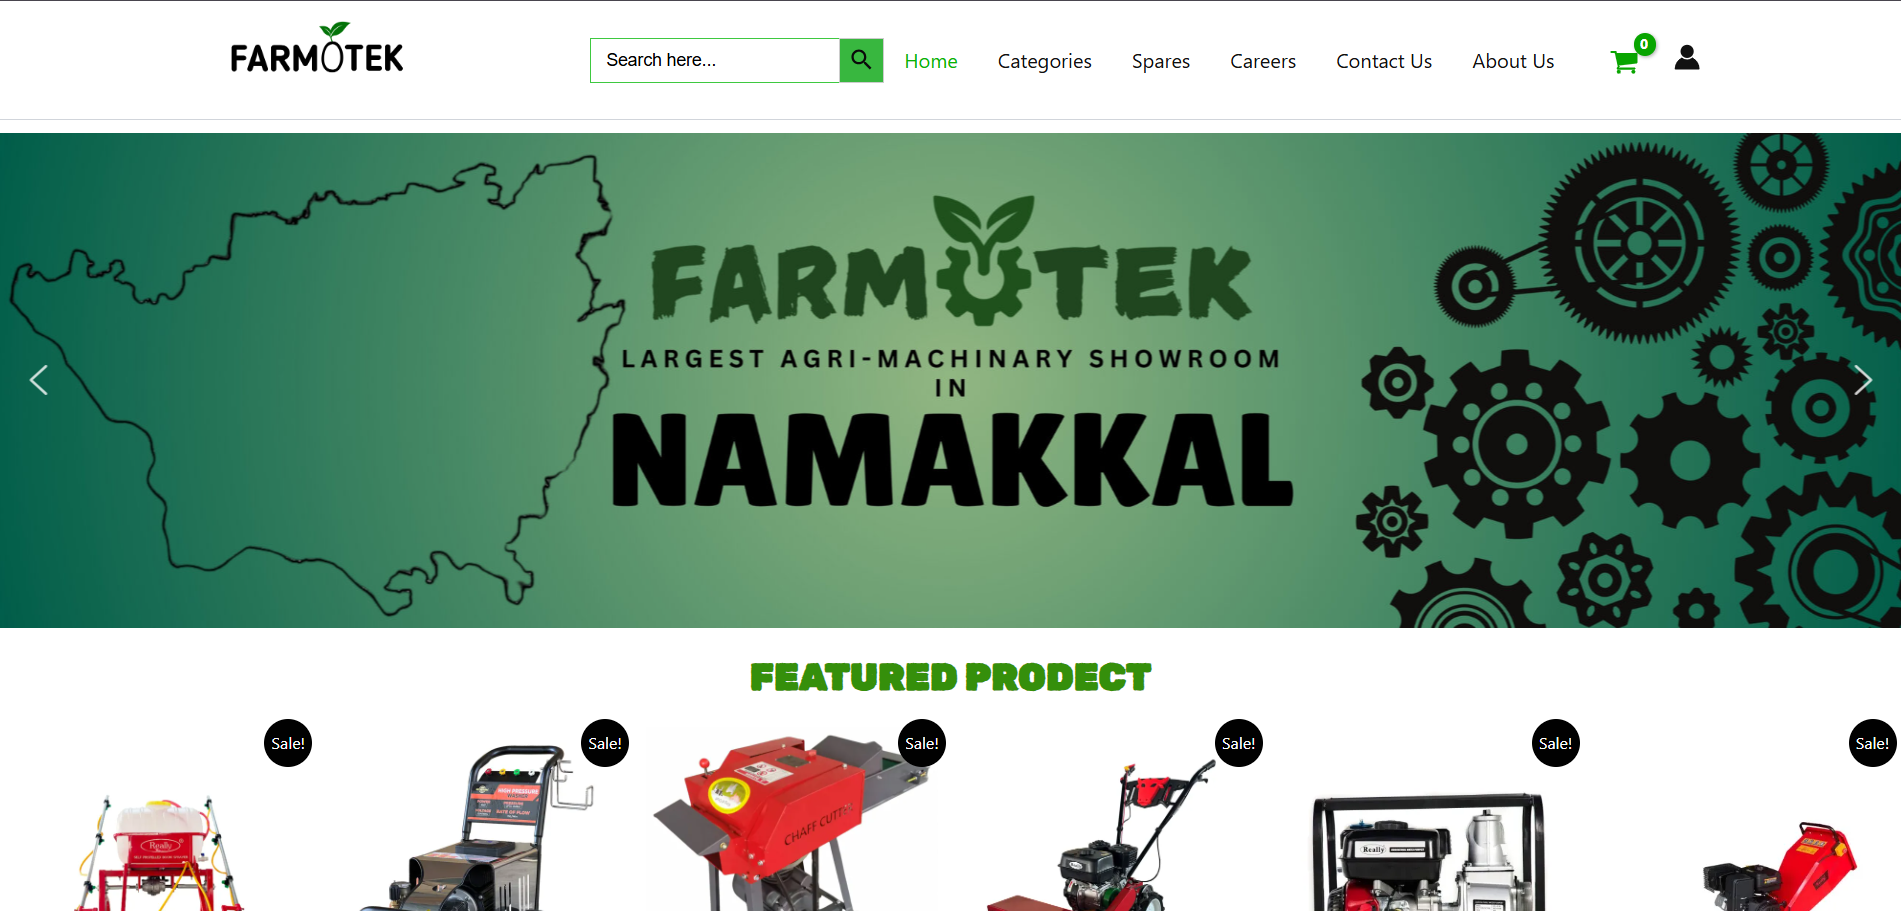 FARMOTEK
Search here...
Home
Categories
Spares
Careers
Contact Us
About Us
0
FARMOTEK
LARGEST AGRI-MACHINARY SHOWROOM
IN
NAMAKKAL
FEATURED PRODECT
Sale!
Sale!
Sale!
Sale!
Sale!
Sale!
Really
HIGH PRESSURE
CHAFF CUTTER
Really